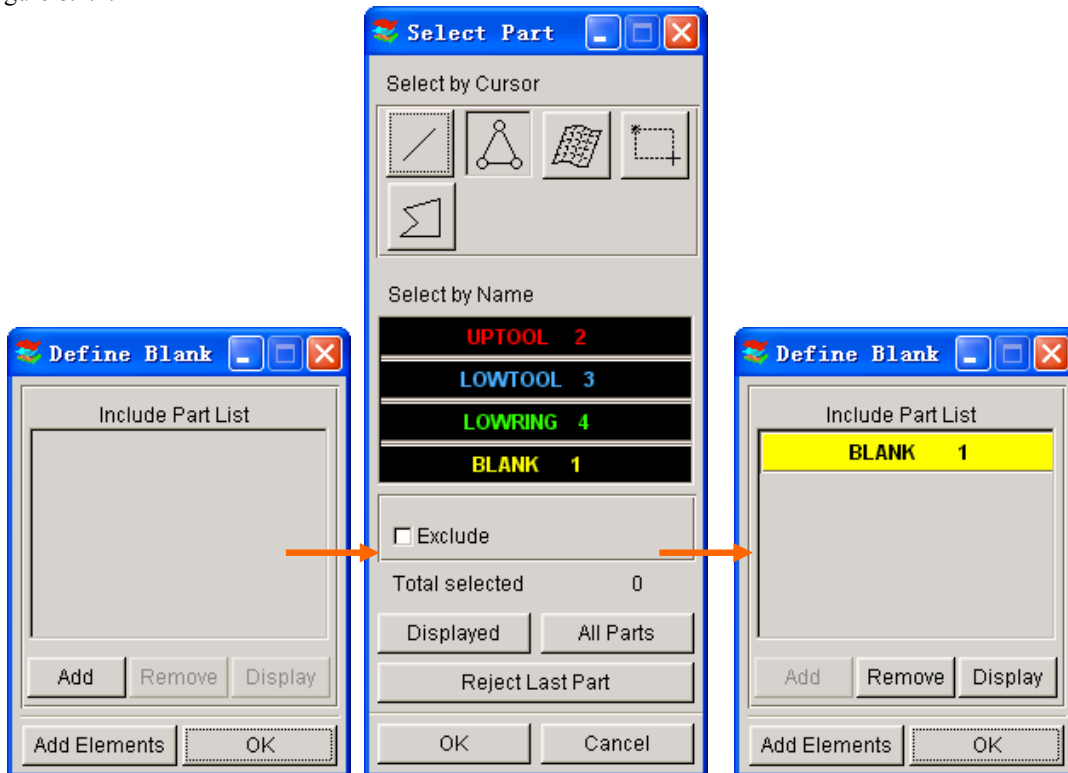 Select Part
Select by Cursor
Select by Name
UPTOOL 2
LOWTOOL 3
LOWRING 4
BLANK 1
Exclude
Total selected 0
Displayed All Parts
Reject Last Part
OK Cancel
Define Blank
Include Part List
Add Remove Display
Add Elements OK
Define Blank
Include Part List
BLANK 1
Add Remove Display
Add Elements OK